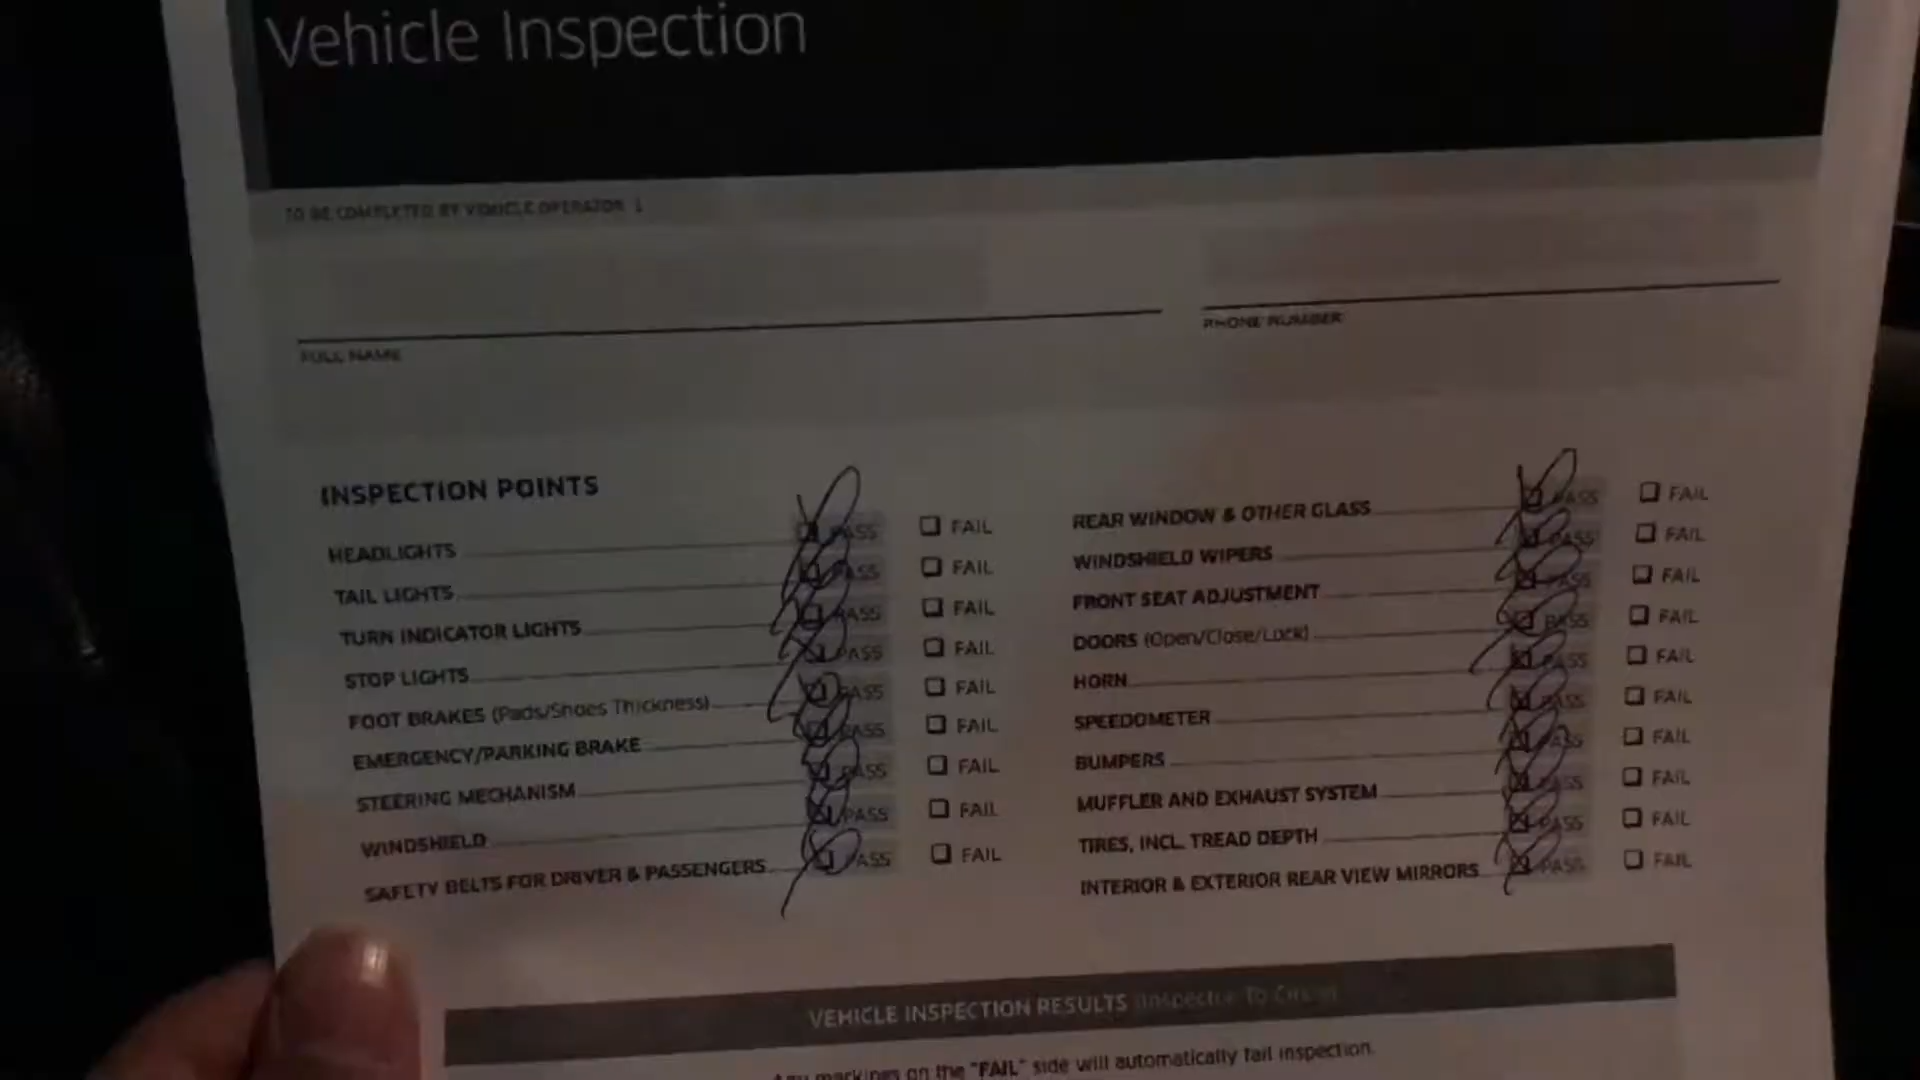 Vehicle Inspection
TO BE COMPLETED BY VEHICLE OPERATOR
FULL NAME
PHONE NUMBER
INSPECTION POINTS
HEADLIGHTS PASS FAIL
TAIL LIGHTS PASS FAIL
TURN INDICATOR LIGHTS PASS FAIL
STOP LIGHTS PASS FAIL
FOOT BRAKES (Pads/Shoes Thickness) PASS FAIL
EMERGENCY/PARKING BRAKE PASS FAIL
STEERING MECHANISM PASS FAIL
WINDSHIELD PASS FAIL
SAFETY BELTS FOR DRIVER & PASSENGERS PASS FAIL
REAR WINDOW & OTHER GLASS PASS FAIL
WINDSHIELD WIPERS PASS FAIL
FRONT SEAT ADJUSTMENT PASS FAIL
DOORS (Open/Close/Lock) PASS FAIL
HORN PASS FAIL
SPEEDOMETER PASS FAIL
BUMPERS PASS FAIL
MUFFLER AND EXHAUST SYSTEM PASS FAIL
TIRES, INCL. TREAD DEPTH PASS FAIL
INTERIOR & EXTERIOR REAR VIEW MIRRORS PASS FAIL
VEHICLE INSPECTION RESULTS (Inspector To Circle)
Any markings on the "FAIL" side will automatically fail inspection.